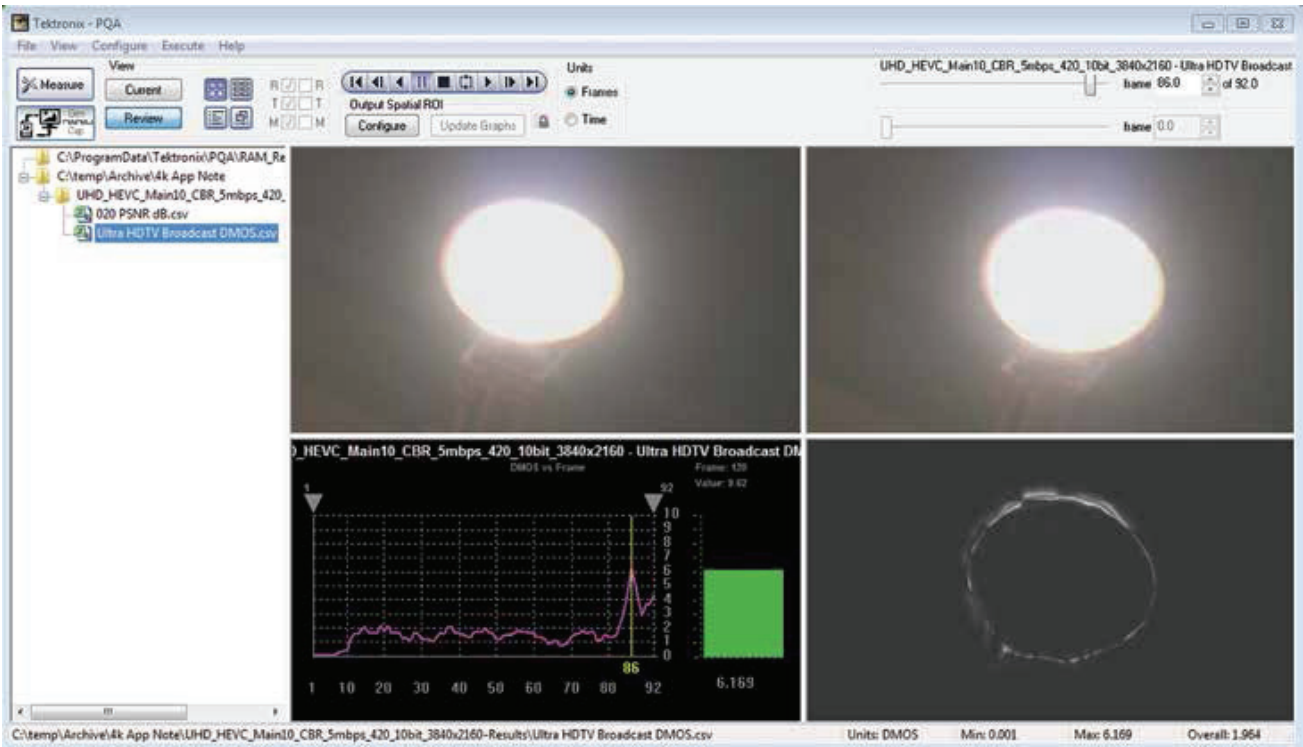 Tektronix - PQA
File View Configure Execute Help
Measure
View
Current
Review
R R
T T
M M
Output Spatial ROI
Configure Update Graphs
Units
Frames
Time
UHD_HEVC_Main10_CBR_5mbps_420_10bit_3840x2160 - Ultra HDTV Broadcast
frame 86.0 of 92.0
frame 0.0
C:\ProgramData\Tektronix\PQA\RAM_Re
C:\temp\Archive\4k App Note
UHD_HEVC_Main10_CBR_5mbps_420_
020 PSNR dB.csv
Ultra HDTV Broadcast DMOS.csv
D_HEVC_Main10_CBR_5mbps_420_10bit_3840x2160 - Ultra HDTV Broadcast DM
DMOS vs Frame
Frame: 120
Value: 9.62
1
92
10
9
8
7
6
5
4
3
2
1
0
86
1 10 20 30 40 50 60 70 80 92
6.169
C:\temp\Archive\4k App Note\UHD_HEVC_Main10_CBR_5mbps_420_10bit_3840x2160-Results\Ultra HDTV Broadcast DMOS.csv
Units: DMOS Min: 0.001 Max: 6.169 Overall: 1.964